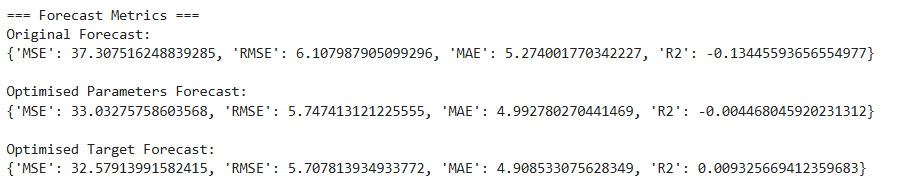 === Forecast Metrics ===
Original Forecast:
{'MSE': 37.307516248839285, 'RMSE': 6.107987905099296, 'MAE': 5.274001770342227, 'R2': -0.13445593656554977}
Optimised Parameters Forecast:
{'MSE': 33.03275758603568, 'RMSE': 5.747413121225555, 'MAE': 4.992780270441469, 'R2': -0.004468045920231312}
Optimised Target Forecast:
{'MSE': 32.57913991582415, 'RMSE': 5.707813934933772, 'MAE': 4.908533075628349, 'R2': 0.009325669412359683}